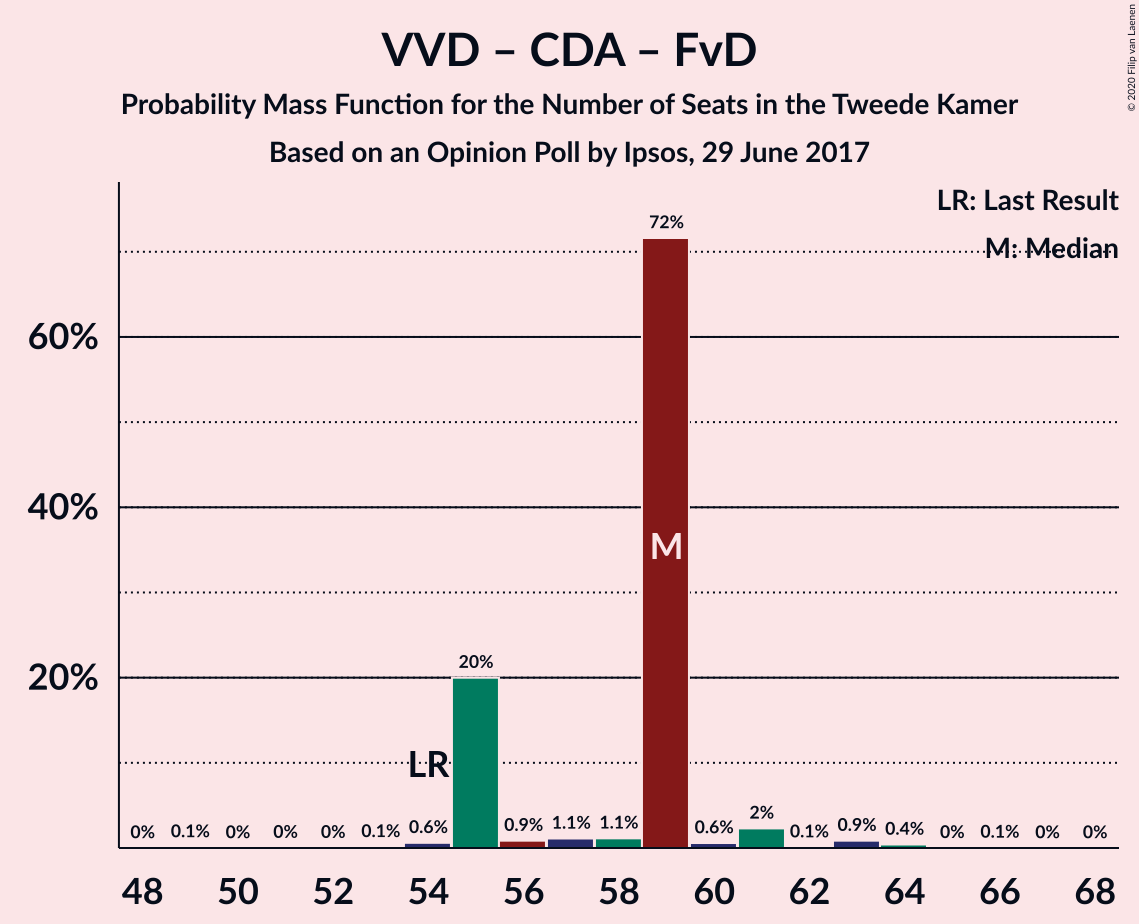 VVD – CDA – FvD
Probability Mass Function for the Number of Seats in the Tweede Kamer
Based on an Opinion Poll by Ipsos, 29 June 2017
© 2020 Filip van Laenen
LR: Last Result
M: Median
72%
60%
40%
M
20%
20%
LR
0% 0.1% 0% 0% 0% 0.1% 0.6% 0.9% 1.1% 1.1% 0.6% 2% 0.1% 0.9% 0.4% 0% 0.1% 0% 0%
48 50 52 54 56 58 60 62 64 66 68